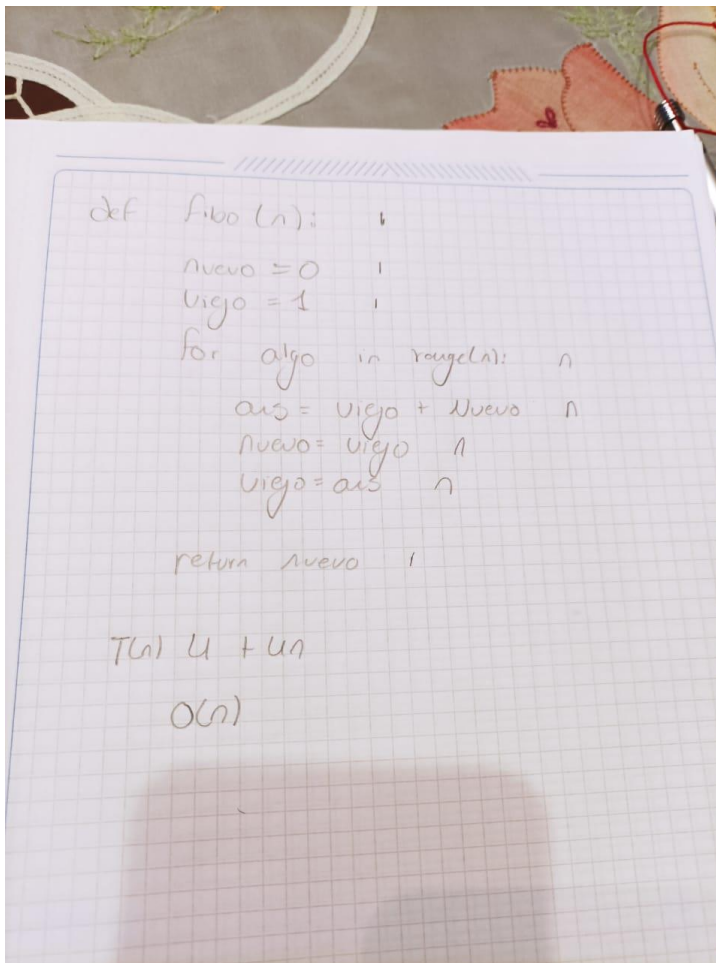 def fibo(n): 1
nuevo = 0 1
viejo = 1 1
for algo in range(n): n
aux = viejo + Nuevo n
nuevo = viejo n
viejo = aux n
return nuevo 1
T(n) 4 + 4n
O(n)